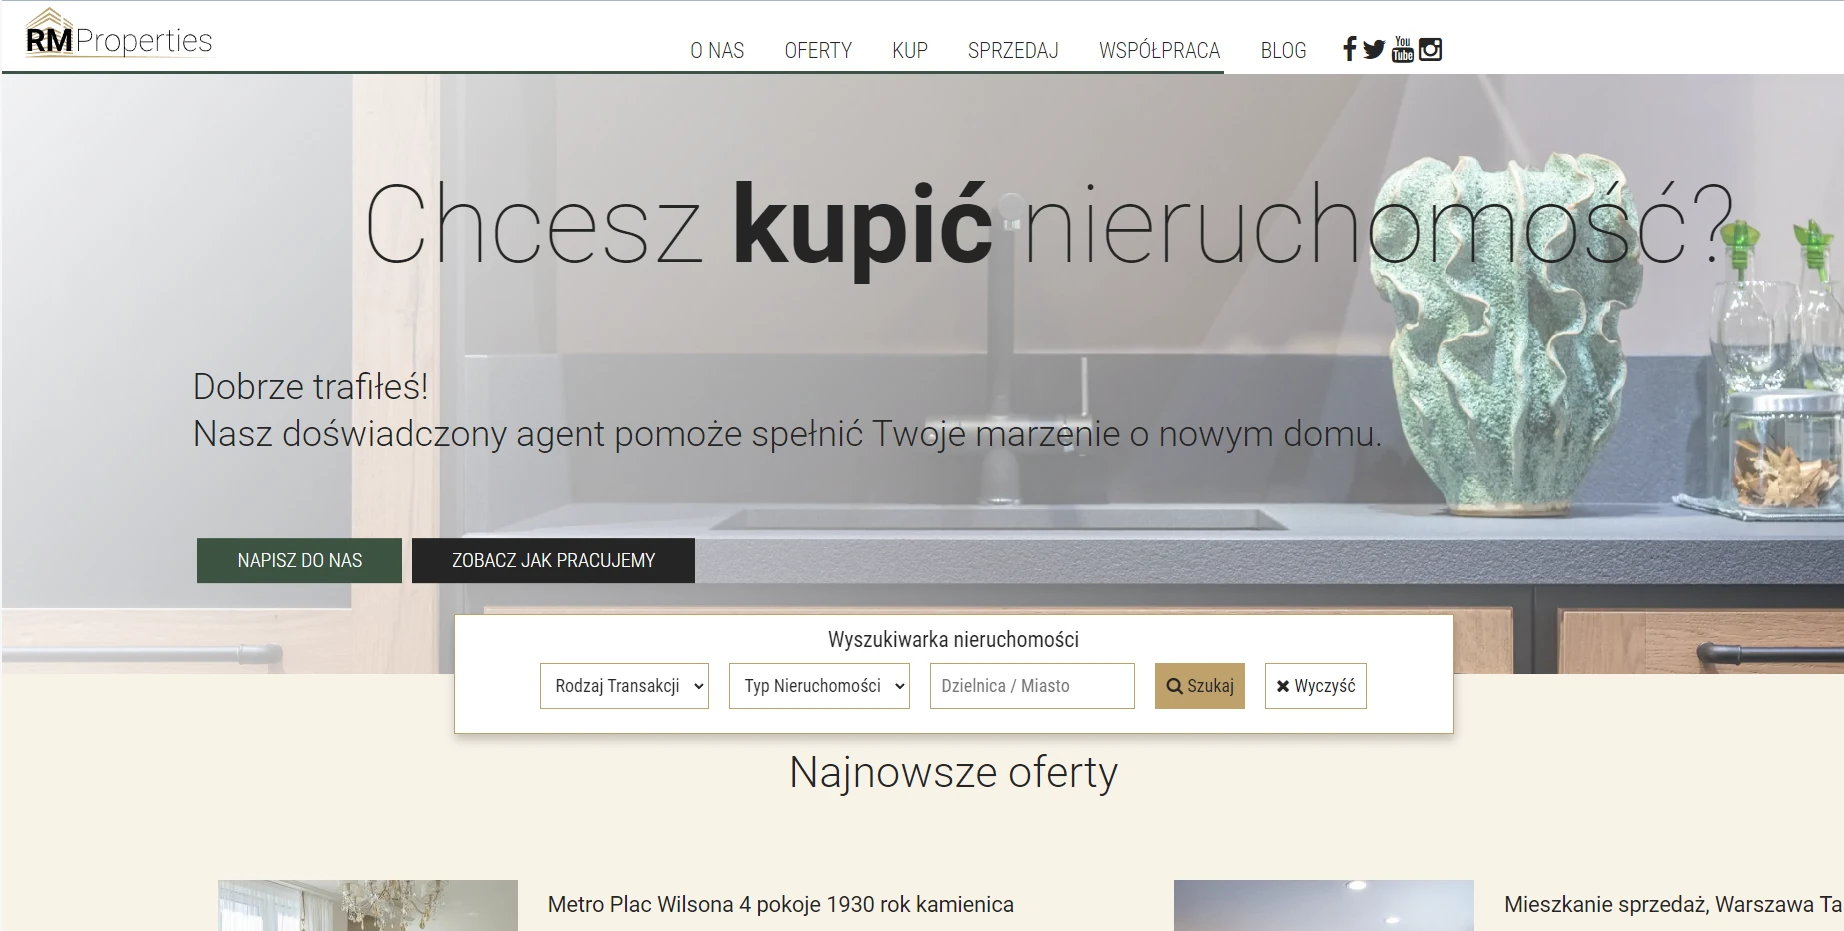 RMProperties
O NAS OFERTY KUP SPRZEDAJ WSPÓŁPRACA BLOG You Tube
Chcesz kupić nieruchomość?
Dobrze trafiłeś!
Nasz doświadczony agent pomoże spełnić Twoje marzenie o nowym domu.
NAPISZ DO NAS ZOBACZ JAK PRACUJEMY
Wyszukiwarka nieruchomości
Rodzaj Transakcji Typ Nieruchomości Dzielnica / Miasto Szukaj Wyczyść
Najnowsze oferty
Metro Plac Wilsona 4 pokoje 1930 rok kamienica
Mieszkanie sprzedaż, Warszawa Ta